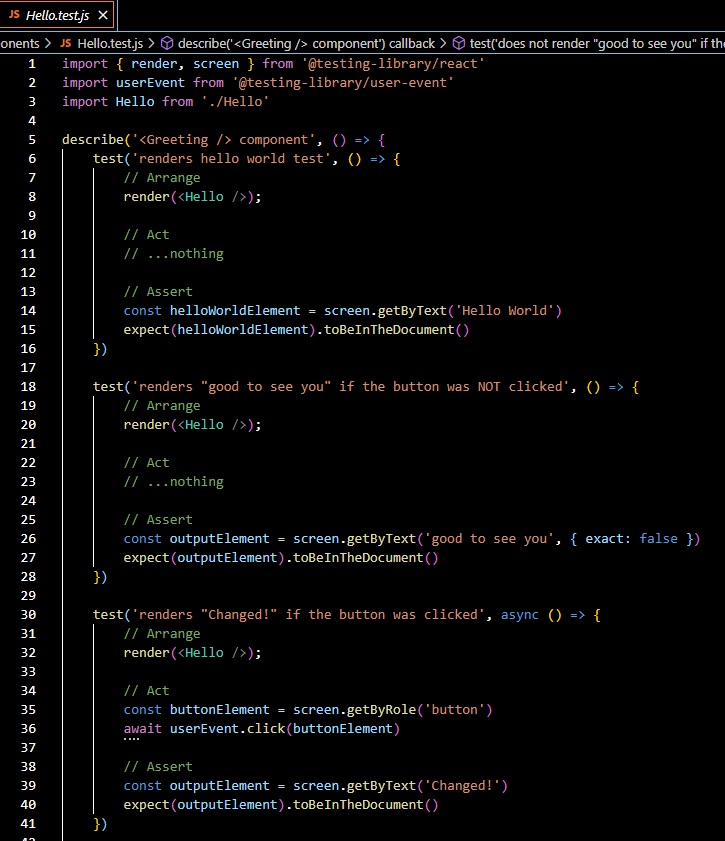 JS Hello.test.js ×
onents > JS Hello.test.js > describe('<Greeting /> component') callback > test('does not render "good to see you" if the
1 import { render, screen } from '@testing-library/react'
2 import userEvent from '@testing-library/user-event'
3 import Hello from './Hello'
4
5 describe('<Greeting /> component', () => {
6 test('renders hello world test', () => {
7 // Arrange
8 render(<Hello />);
9
10 // Act
11 // ...nothing
12
13 // Assert
14 const helloWorldElement = screen.getByText('Hello World')
15 expect(helloWorldElement).toBeInTheDocument()
16 })
17
18 test('renders "good to see you" if the button was NOT clicked', () => {
19 // Arrange
20 render(<Hello />);
21
22 // Act
23 // ...nothing
24
25 // Assert
26 const outputElement = screen.getByText('good to see you', { exact: false })
27 expect(outputElement).toBeInTheDocument()
28 })
29
30 test('renders "Changed!" if the button was clicked', async () => {
31 // Arrange
32 render(<Hello />);
33
34 // Act
35 const buttonElement = screen.getByRole('button')
36 await userEvent.click(buttonElement)
37
38 // Assert
39 const outputElement = screen.getByText('Changed!')
40 expect(outputElement).toBeInTheDocument()
41 })